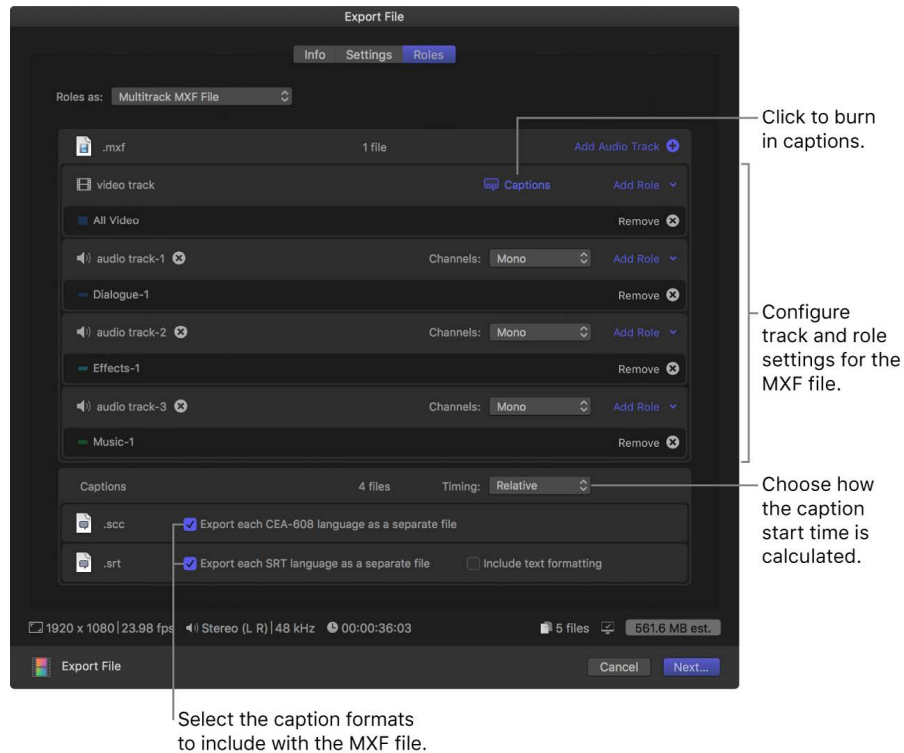 Export File
Info Settings Roles
Roles as: Multitrack MXF File
Click to burn
in captions.
.mxf 1 file Add Audio Track
video track Captions Add Role
All Video Remove
audio track-1 Channels: Mono Add Role
Dialogue-1 Remove
audio track-2 Channels: Mono Add Role
Effects-1 Remove
audio track-3 Channels: Mono Add Role
Music-1 Remove
Configure
track and role
settings for the
MXF file.
Captions 4 files Timing: Relative
Choose how
the caption
start time is
calculated.
.scc Export each CEA-608 language as a separate file
.srt Export each SRT language as a separate file Include text formatting
1920 x 1080 | 23.98 fps Stereo (L R) | 48 kHz 00:00:36:03 5 files 561.6 MB est.
Export File Cancel Next...
Select the caption formats
to include with the MXF file.